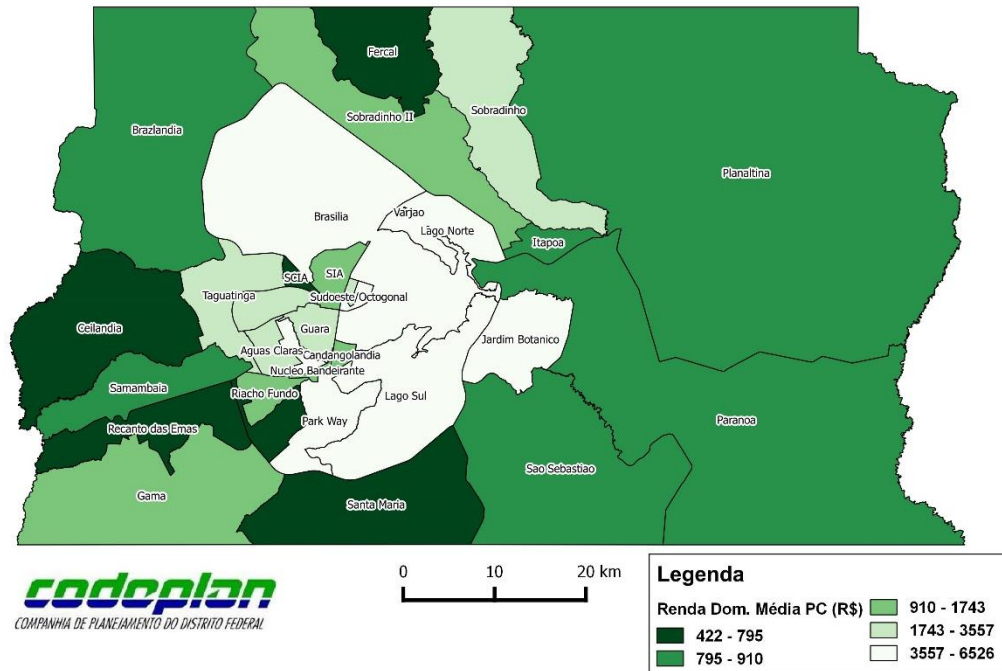 Fercal
Sobradinho II
Sobradinho
Brazlandia
Planaltina
Brasilia
Varjao
Lago Norte
Itapoa
SCIA
SIA
Taguatinga
Sudoeste/Octogonal
Ceilandia
Guara
Aguas Claras
Candangolandia
Jardim Botanico
Nucleo Bandeirante
Samambaia
Riacho Fundo
Lago Sul
Park Way
Paranoa
Recanto das Emas
Sao Sebastiao
Gama
Santa Maria
codeplan
COMPANHIA DE PLANEJAMENTO DO DISTRITO FEDERAL
0 10 20 km
Legenda
Renda Dom. Média PC (R$)
422 - 795
795 - 910
910 - 1743
1743 - 3557
3557 - 6526